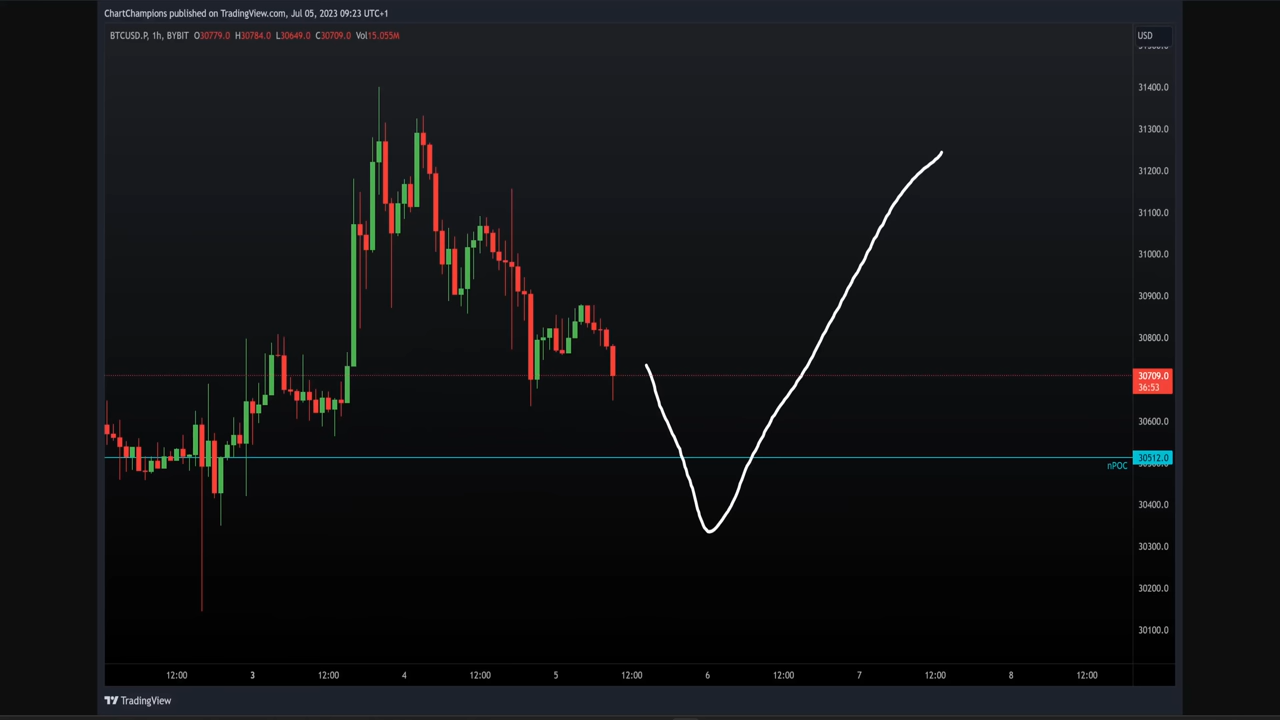 ChartChampions published on TradingView.com, Jul 05, 2023 09:23 UTC+1
BTCUSD.P, 1h, BYBIT O30779.0 H30784.0 L30649.0 C30709.0 Vol15.055M
USD
31400.0
31300.0
31200.0
31100.0
31000.0
30900.0
30800.0
30709.0
36:53
30600.0
30512.0
nPOC
30400.0
30300.0
30200.0
30100.0
12:00 3 12:00 4 12:00 5 12:00 6 12:00 7 12:00 8 12:00
TradingView